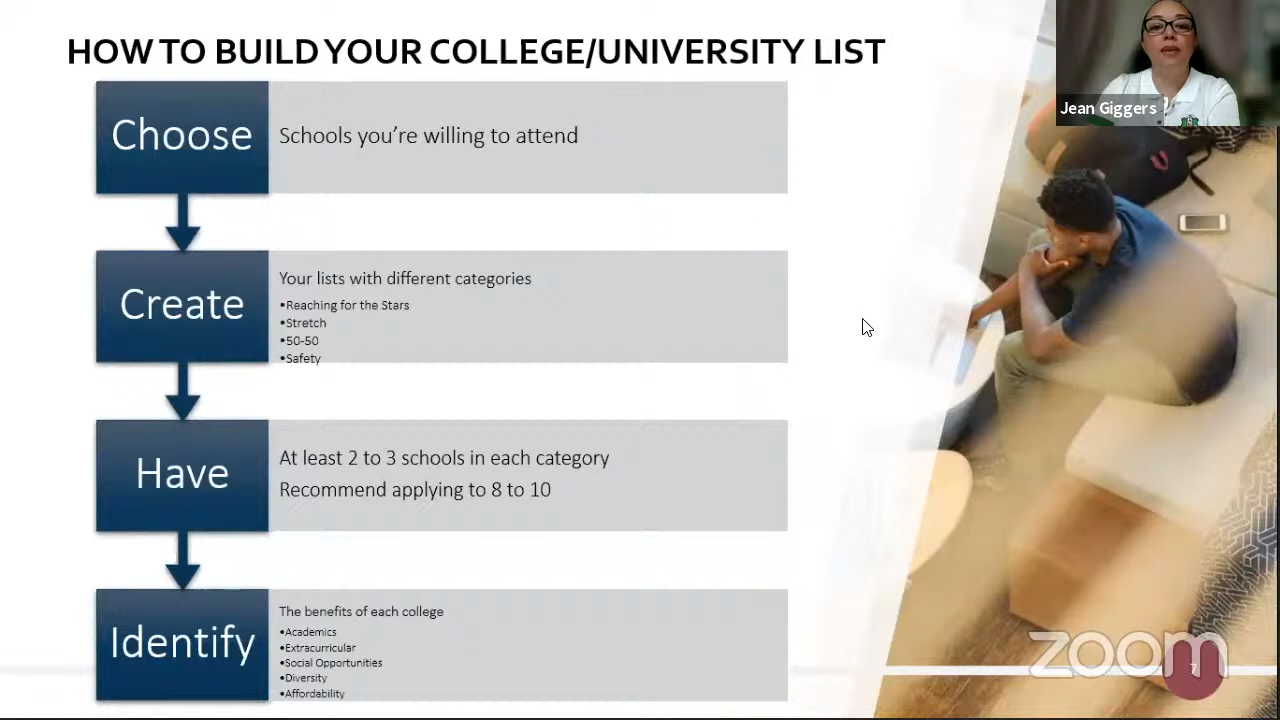 HOW TO BUILD YOUR COLLEGE/UNIVERSITY LIST
Jean Giggers
Choose
Schools you're willing to attend
Create
Your lists with different categories
•Reaching for the Stars
•Stretch
•50-50
•Safety
Have
At least 2 to 3 schools in each category
Recommend applying to 8 to 10
Identify
The benefits of each college
•Academics
•Extracurricular
•Social Opportunities
•Diversity
•Affordability
zoom
7